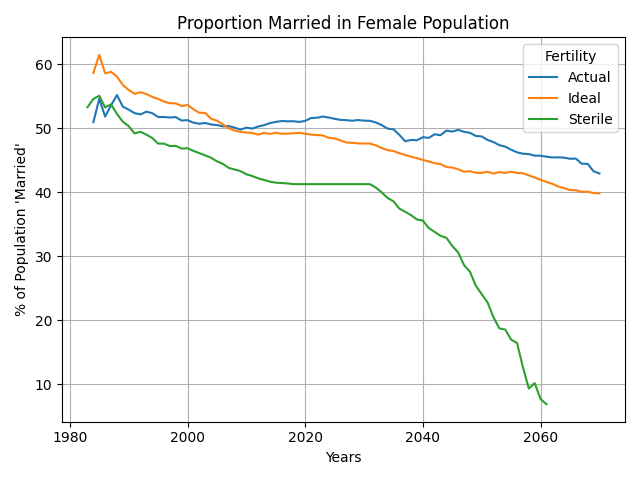 Proportion Married in Female Population
% of Population 'Married'
60
50
40
30
20
10
Fertility
Actual
Ideal
Sterile
1980
2000
2020
2040
2060
Years